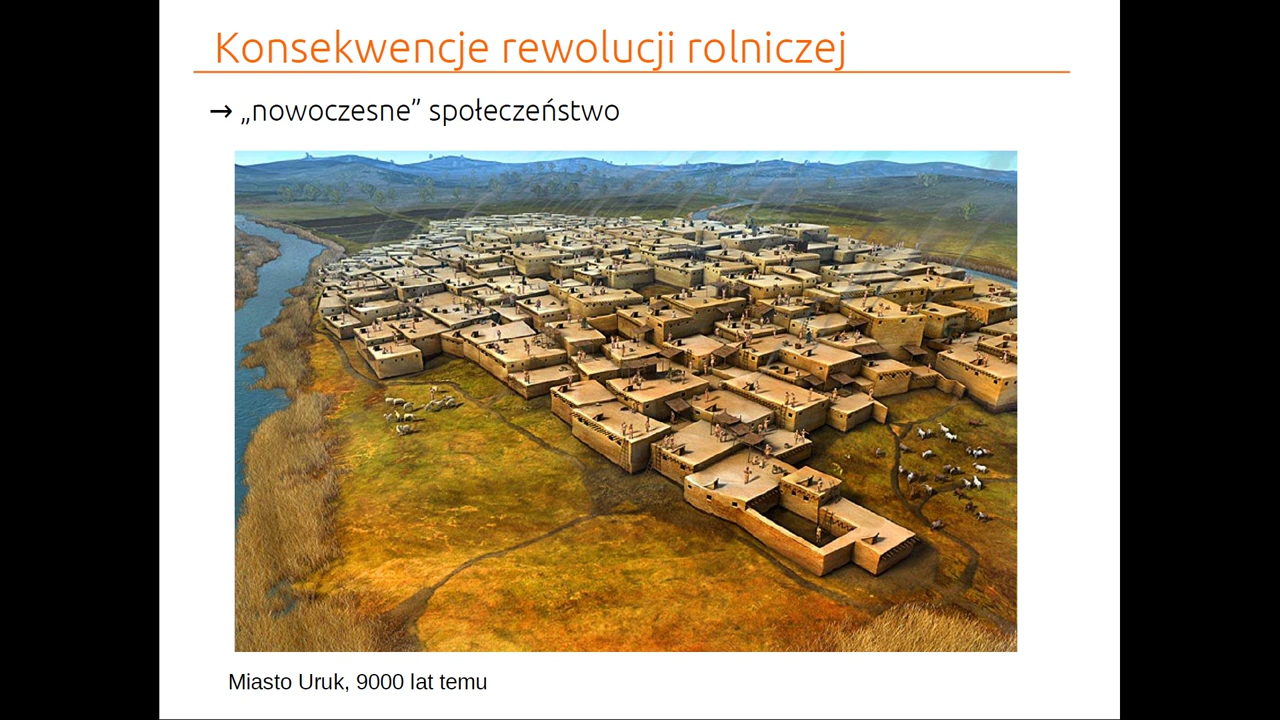 Konsekwencje rewolucji rolniczej
→ „nowoczesne” społeczeństwo
Miasto Uruk, 9000 lat temu